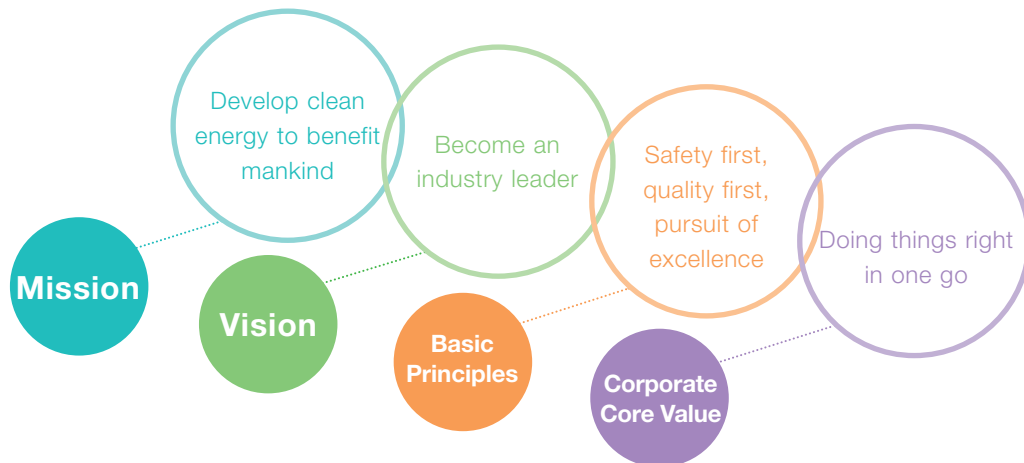 Develop clean
energy to benefit
mankind
Mission
Become an
industry leader
Vision
Safety first,
quality first,
pursuit of
excellence
Basic
Principles
Doing things right
in one go
Corporate
Core Value